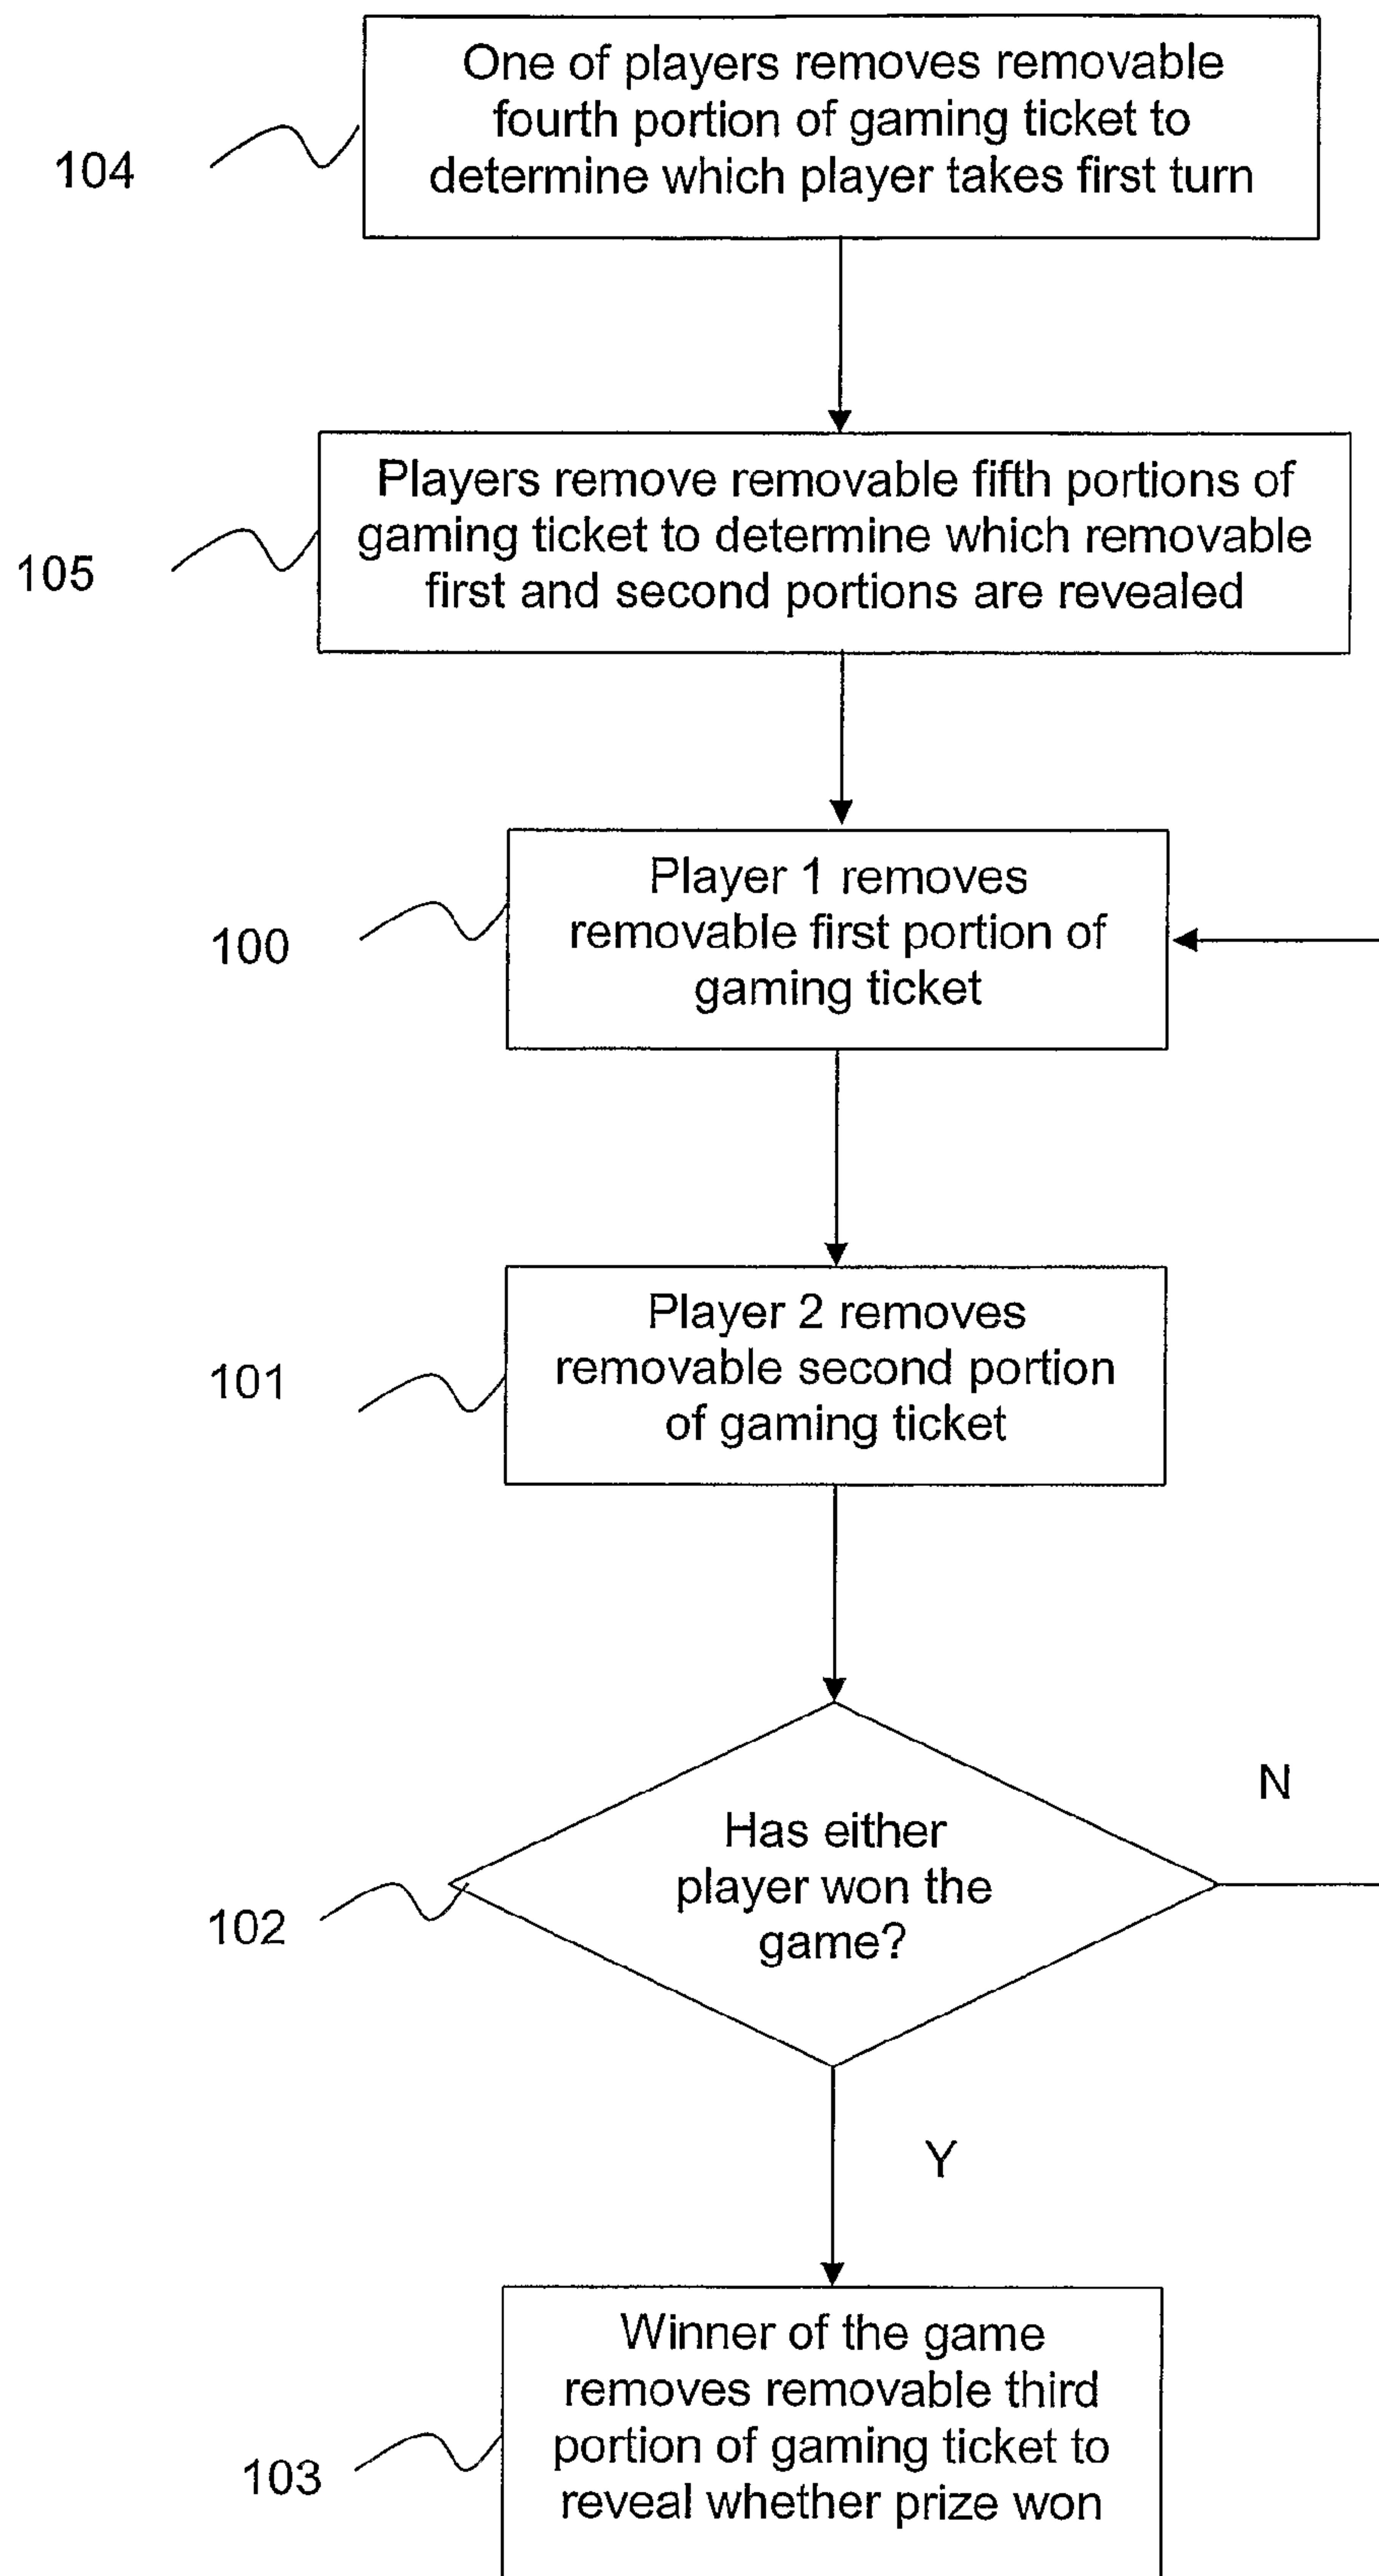 One of players removes removable
fourth portion of gaming ticket to
determine which player takes first turn
104
Players remove removable fifth portions of
gaming ticket to determine which removable
first and second portions are revealed
105
Player 1 removes
removable first portion of
gaming ticket
100
Player 2 removes
removable second portion
of gaming ticket
101
Has either
player won the
game?
N
102
Y
Winner of the game
removes removable third
portion of gaming ticket to
reveal whether prize won
103